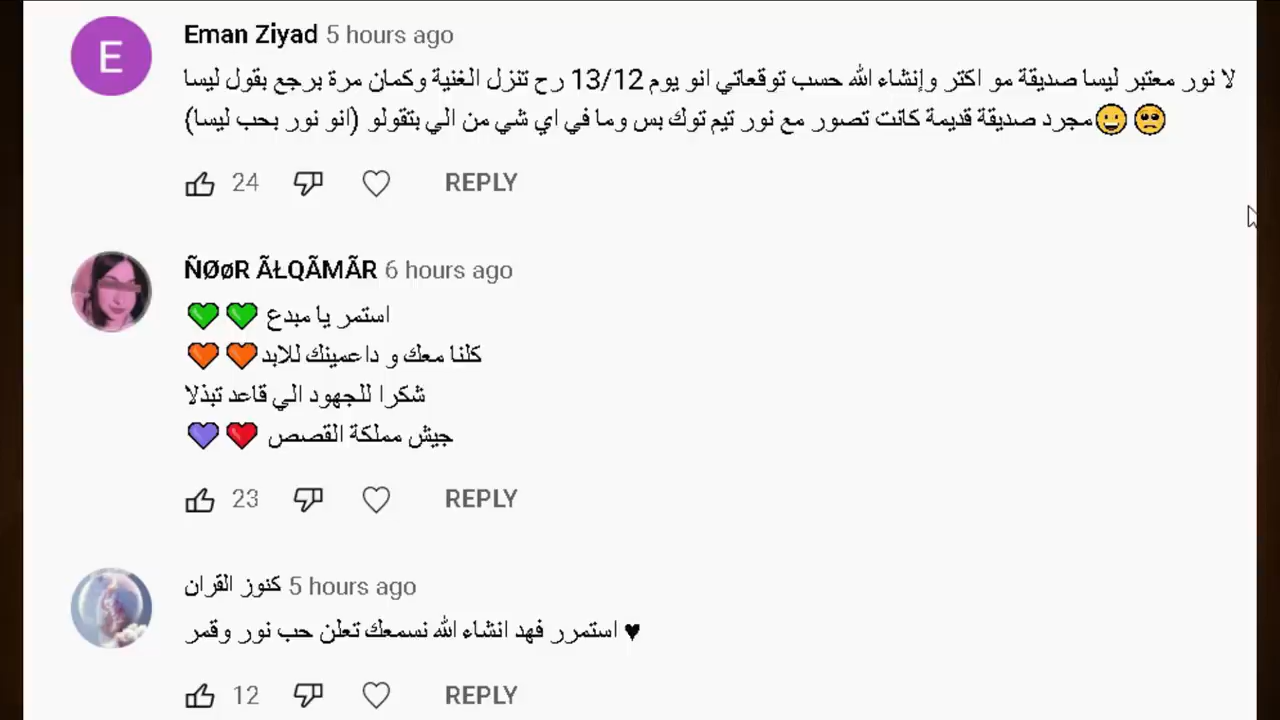 E
Eman Ziyad 5 hours ago
لا نور معتبر ليسا صديقة مو اكتر وإنشاء الله حسب توقعاتي انو يوم 13/12 رح تنزل الغنية وكمان مرة برجع بقول ليسا
🥺😀مجرد صديقة قديمة كانت تصور مع نور تيم توك بس وما في اي شي من الي بتقولو (انو نور بحب ليسا)
24 REPLY
ÑØøR ÃŁQÃMÃR 6 hours ago
استمر يا مبدع 💚💚
كلنا معك و داعمينك للابد🧡🧡
شكرا للجهود الي قاعد تبذلا
جيش مملكة القصص ❤️💜
23 REPLY
كنوز القران 5 hours ago
♥ استمرر فهد انشاء الله نسمعك تعلن حب نور وقمر
12 REPLY